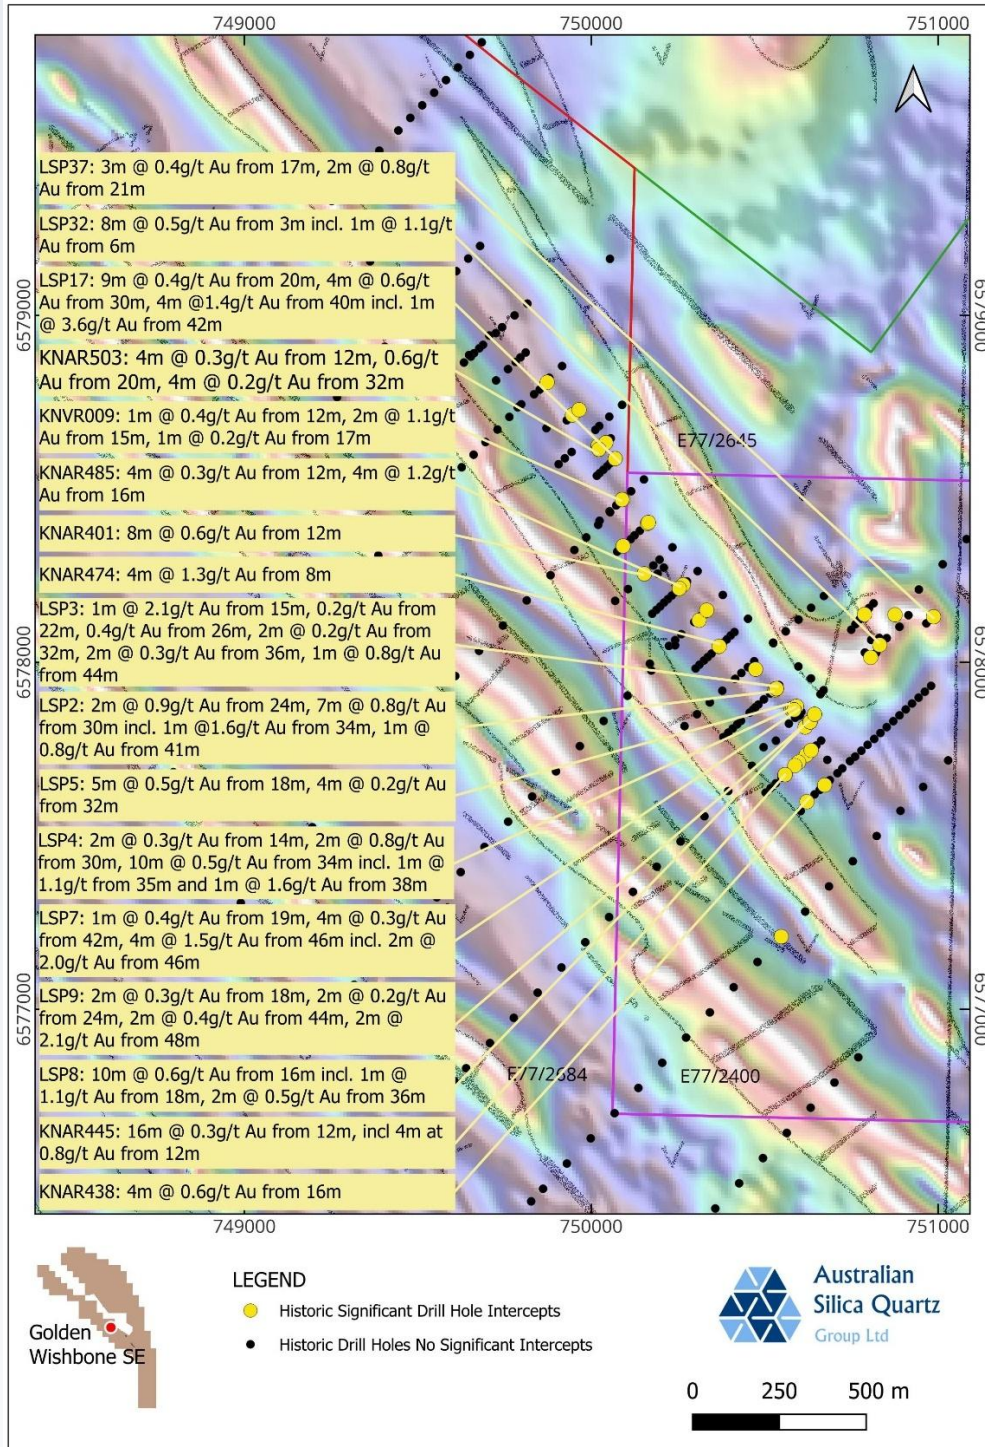 749000
750000
751000
LSP37: 3m @ 0.4g/t Au from 17m, 2m @ 0.8g/t
Au from 21m
LSP32: 8m @ 0.5g/t Au from 3m incl. 1m @ 1.1g/t
Au from 6m
LSP17: 9m @ 0.4g/t Au from 20m, 4m @ 0.6g/t
Au from 30m, 4m @1.4g/t Au from 40m incl. 1m
@ 3.6g/t Au from 42m
KNAR503: 4m @ 0.3g/t Au from 12m, 0.6g/t
Au from 20m, 4m @ 0.2g/t Au from 32m
KNVR009: 1m @ 0.4g/t Au from 12m, 2m @ 1.1g/t
Au from 15m, 1m @ 0.2g/t Au from 17m
KNAR485: 4m @ 0.3g/t Au from 12m, 4m @ 1.2g/t
Au from 16m
KNAR401: 8m @ 0.6g/t Au from 12m
KNAR474: 4m @ 1.3g/t Au from 8m
LSP3: 1m @ 2.1g/t Au from 15m, 0.2g/t Au from
22m, 0.4g/t Au from 26m, 2m @ 0.2g/t Au from
32m, 2m @ 0.3g/t Au from 36m, 1m @ 0.8g/t Au
from 44m
LSP2: 2m @ 0.9g/t Au from 24m, 7m @ 0.8g/t Au
from 30m incl. 1m @1.6g/t Au from 34m, 1m @
0.8g/t Au from 41m
LSP5: 5m @ 0.5g/t Au from 18m, 4m @ 0.2g/t Au
from 32m
LSP4: 2m @ 0.3g/t Au from 14m, 2m @ 0.8g/t Au
from 30m, 10m @ 0.5g/t Au from 34m incl. 1m @
1.1g/t from 35m and 1m @ 1.6g/t Au from 38m
LSP7: 1m @ 0.4g/t Au from 19m, 4m @ 0.3g/t Au
from 42m, 4m @ 1.5g/t Au from 46m incl. 2m @
2.0g/t Au from 46m
LSP9: 2m @ 0.3g/t Au from 18m, 2m @ 0.2g/t Au
from 24m, 2m @ 0.4g/t Au from 44m, 2m @
2.1g/t Au from 48m
LSP8: 10m @ 0.6g/t Au from 16m incl. 1m @
1.1g/t Au from 18m, 2m @ 0.5g/t Au from 36m
KNAR445: 16m @ 0.3g/t Au from 12m, incl 4m at
0.8g/t Au from 12m
KNAR438: 4m @ 0.6g/t Au from 16m
6579000
6578000
6577000
E77/2645
E77/2684
E77/2400
6579000
6578000
6577000
749000
750000
751000
Golden
Wishbone SE
LEGEND
Historic Significant Drill Hole Intercepts
Historic Drill Holes No Significant Intercepts
Australian
Silica Quartz
Group Ltd
0 250 500 m